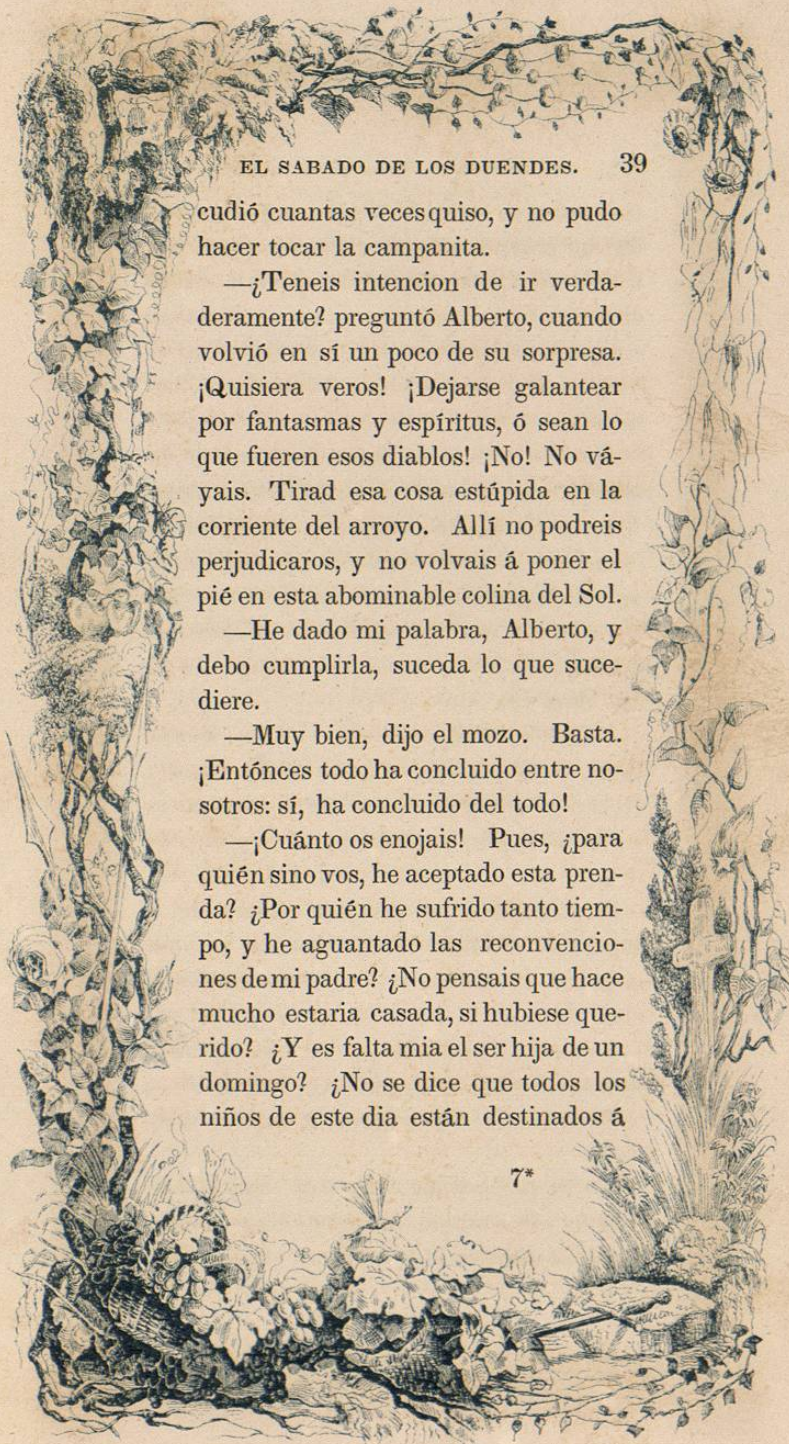 EL SABADO DE LOS DUENDES. 39
cudió cuantas veces quiso, y no pudo
hacer tocar la campanita.
—¿Teneis intencion de ir verda-
deramente? preguntó Alberto, cuando
volvió en sí un poco de su sorpresa.
¡Quisiera veros! ¡Dejarse galantear
por fantasmas y espíritus, ó sean lo
que fueren esos diablos! ¡No! No vá-
yais. Tirad esa cosa estúpida en la
corriente del arroyo. Allí no podreis
perjudicaros, y no volvais á poner el
pié en esta abominable colina del Sol.
—He dado mi palabra, Alberto, y
debo cumplirla, suceda lo que suce-
diere.
—Muy bien, dijo el mozo. Basta.
¡Entónces todo ha concluido entre no-
sotros: sí, ha concluido del todo!
—¡Cuánto os enojais! Pues, ¿para
quién sino vos, he aceptado esta pren-
da? ¿Por quién he sufrido tanto tiem-
po, y he aguantado las reconvencio-
nes de mi padre? ¿No pensais que hace
mucho estaria casada, si hubiese que-
rido? ¿Y es falta mia el ser hija de un
domingo? ¿No se dice que todos los
niños de este dia están destinados á
7*